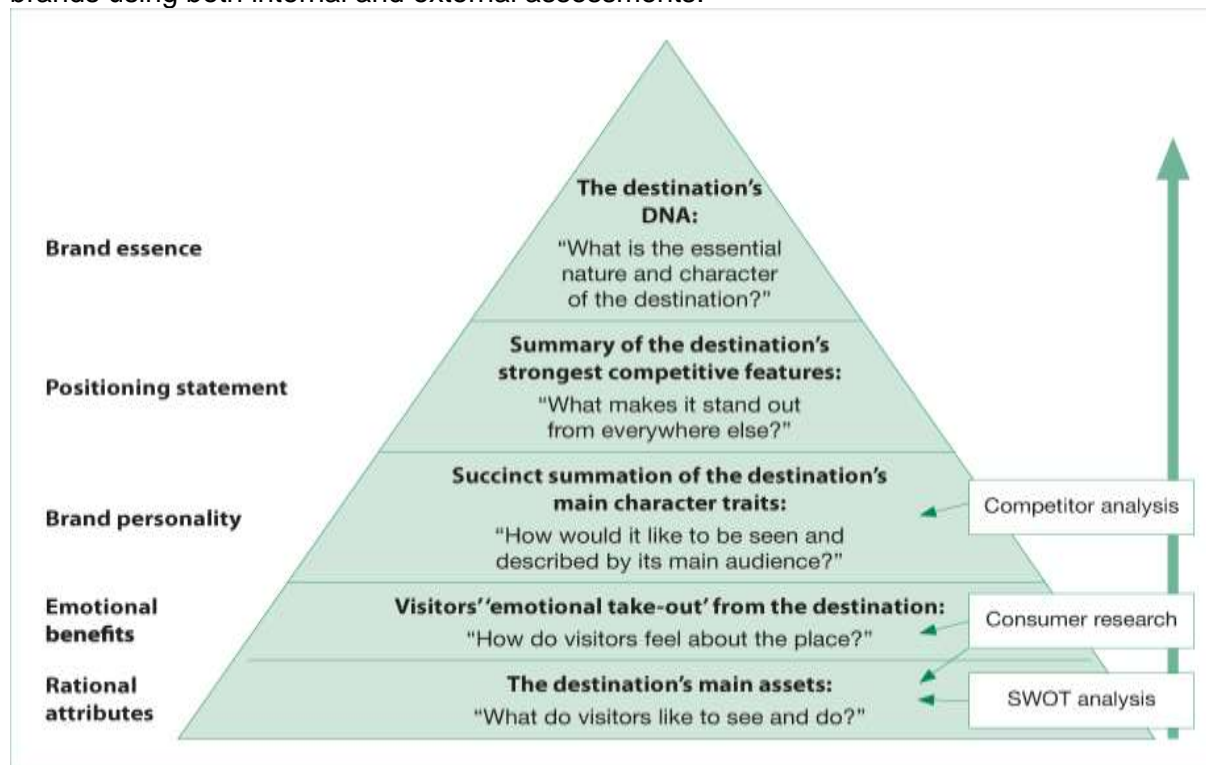 brands using both internal and external assessments.
The destination's
DNA:
Brand essence
"What is the essential
nature and character
of the destination?"
Summary of the destination's
strongest competitive features:
Positioning statement
"What makes it stand out
from everywhere else?"
Succinct summation of the destination's
main character traits:
Brand personality
"How would it like to be seen and
described by its main audience?"
Competitor analysis
Emotional
benefits
Visitors' 'emotional take-out' from the destination:
"How do visitors feel about the place?"
Consumer research
Rational
attributes
The destination's main assets:
"What do visitors like to see and do?"
SWOT analysis